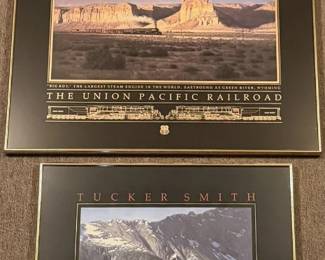 "BIG BOY," THE LARGEST STEAM ENGINE IN THE WORLD, EASTBOUND AT GREEN RIVER, WYOMING
THE UNION PACIFIC RAILROAD
TUCKER SMITH